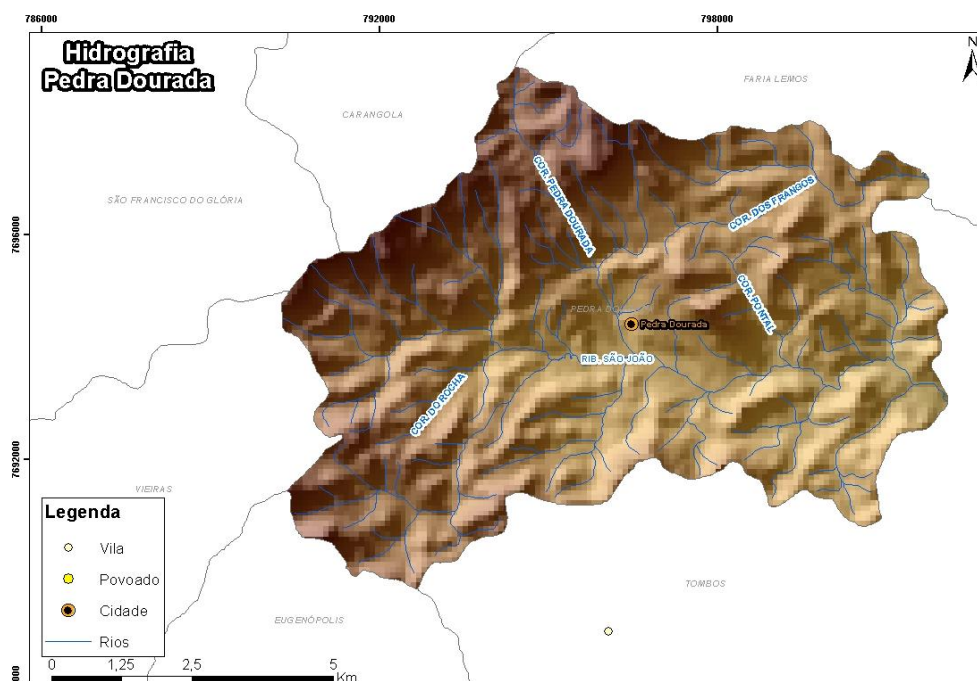 786000
792000
798000
Hidrografia
Pedra Dourada
N
FARIA LEMOS
CARANGOLA
COR. PEDRA DOURADA
COR. DOS FRANGOS
SÃO FRANCISCO DO GLÓRIA
7696000
COR. PONTAL
PEDRA DO
Pedra Dourada
RIB. SÃO JOÃO
COR. DO ROCHA
7692000
VIEIRAS
Legenda
Vila
Povoado
Cidade
Rios
TOMBOS
EUGENÓPOLIS
0 1,25 2,5 5
Km